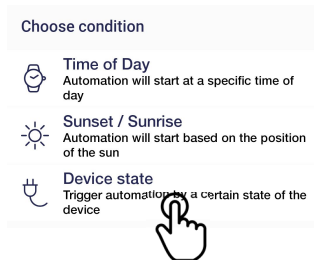 Choose condition
Time of Day
Automation will start at a specific time of
day
Sunset / Sunrise
Automation will start based on the position
of the sun
Device state
Trigger automation by a certain state of the
device